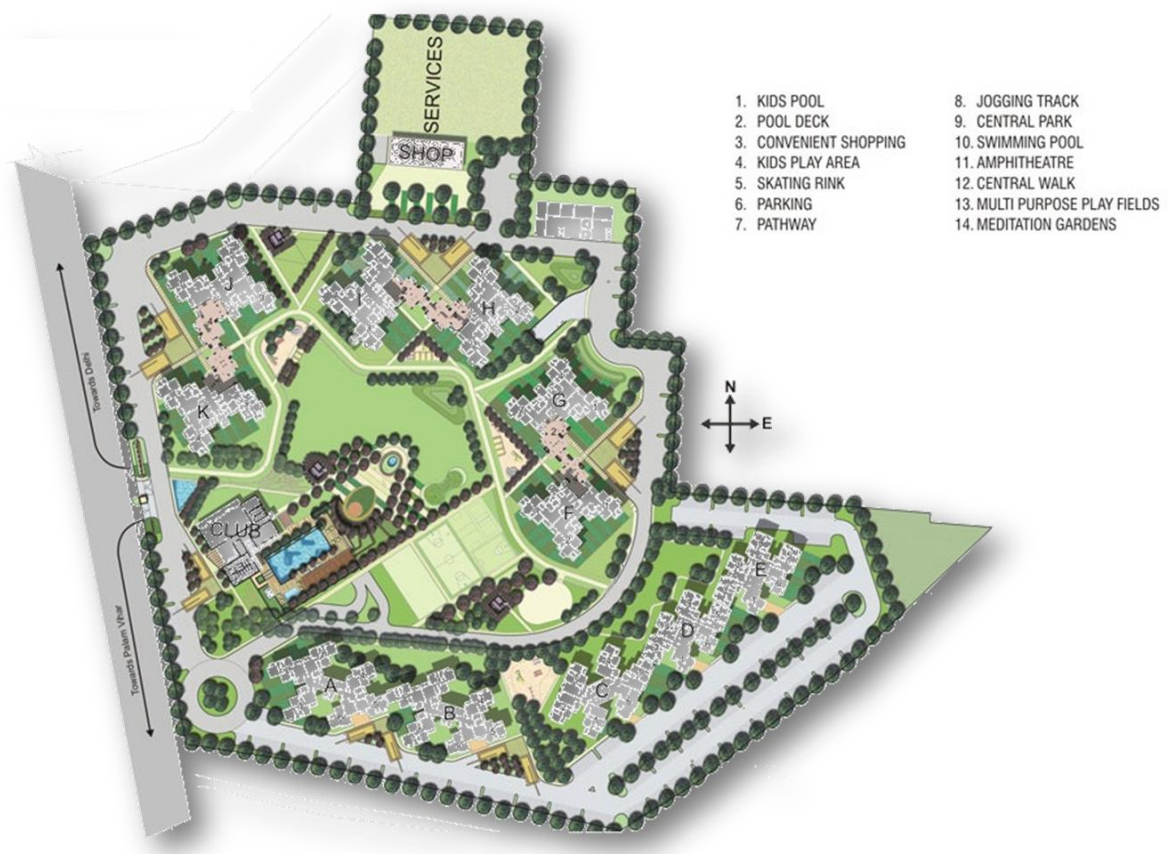 SERVICES
SHOP
1. KIDS POOL
2. POOL DECK
3. CONVENIENT SHOPPING
4. KIDS PLAY AREA
5. SKATING RINK
6. PARKING
7. PATHWAY
8. JOGGING TRACK
9. CENTRAL PARK
10. SWIMMING POOL
11. AMPHITHEATRE
12. CENTRAL WALK
13. MULTI PURPOSE PLAY FIELDS
14. MEDITATION GARDENS
J
I
H
Towards Delhi
K
G
N
E
2
F
CLUB
E
D
Towards Palam Vihar
A
B
C